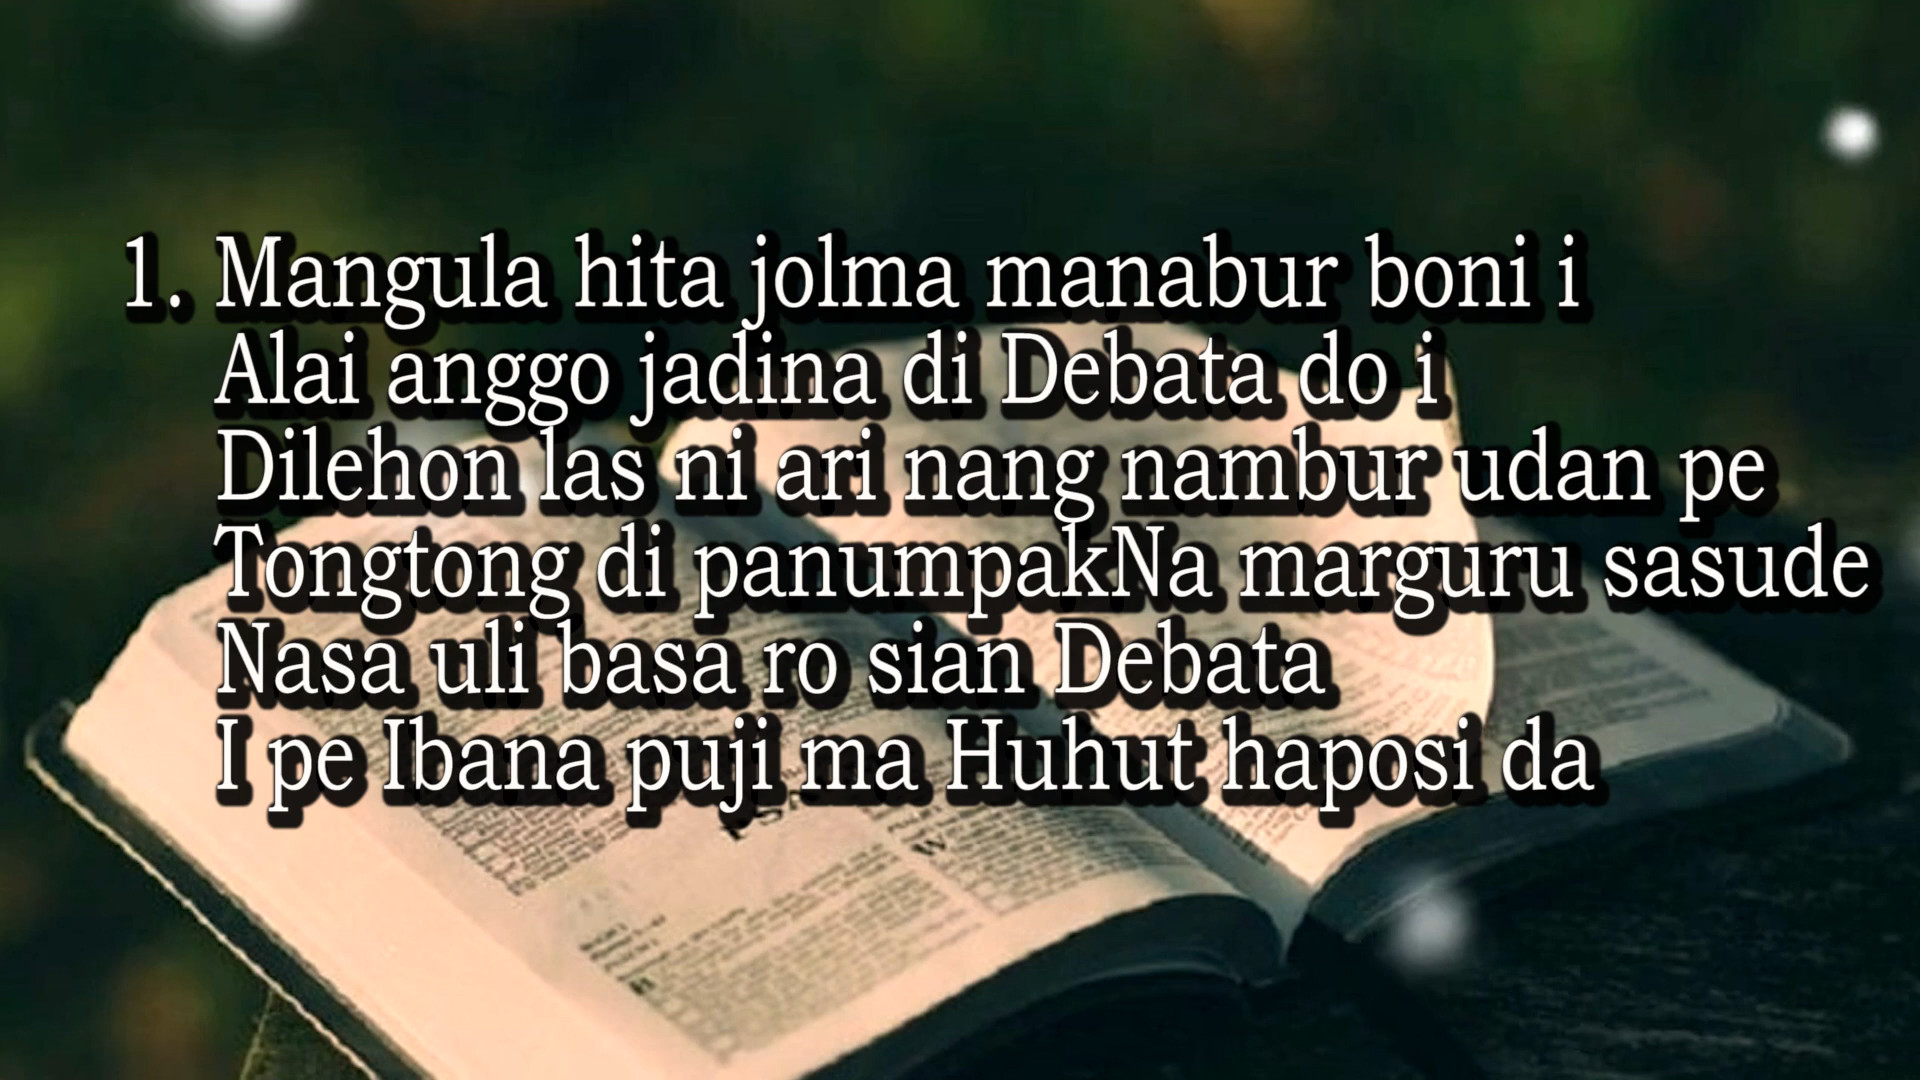 1. Mangula hita jolma manabur boni i
Alai anggo jadina di Debata do i
Dilehon las ni ari nang nambur udan pe
Tongtong di panumpakNa marguru sasude
Nasa uli basa ro sian Debata
I pe Ibana puji ma Huhut haposi da